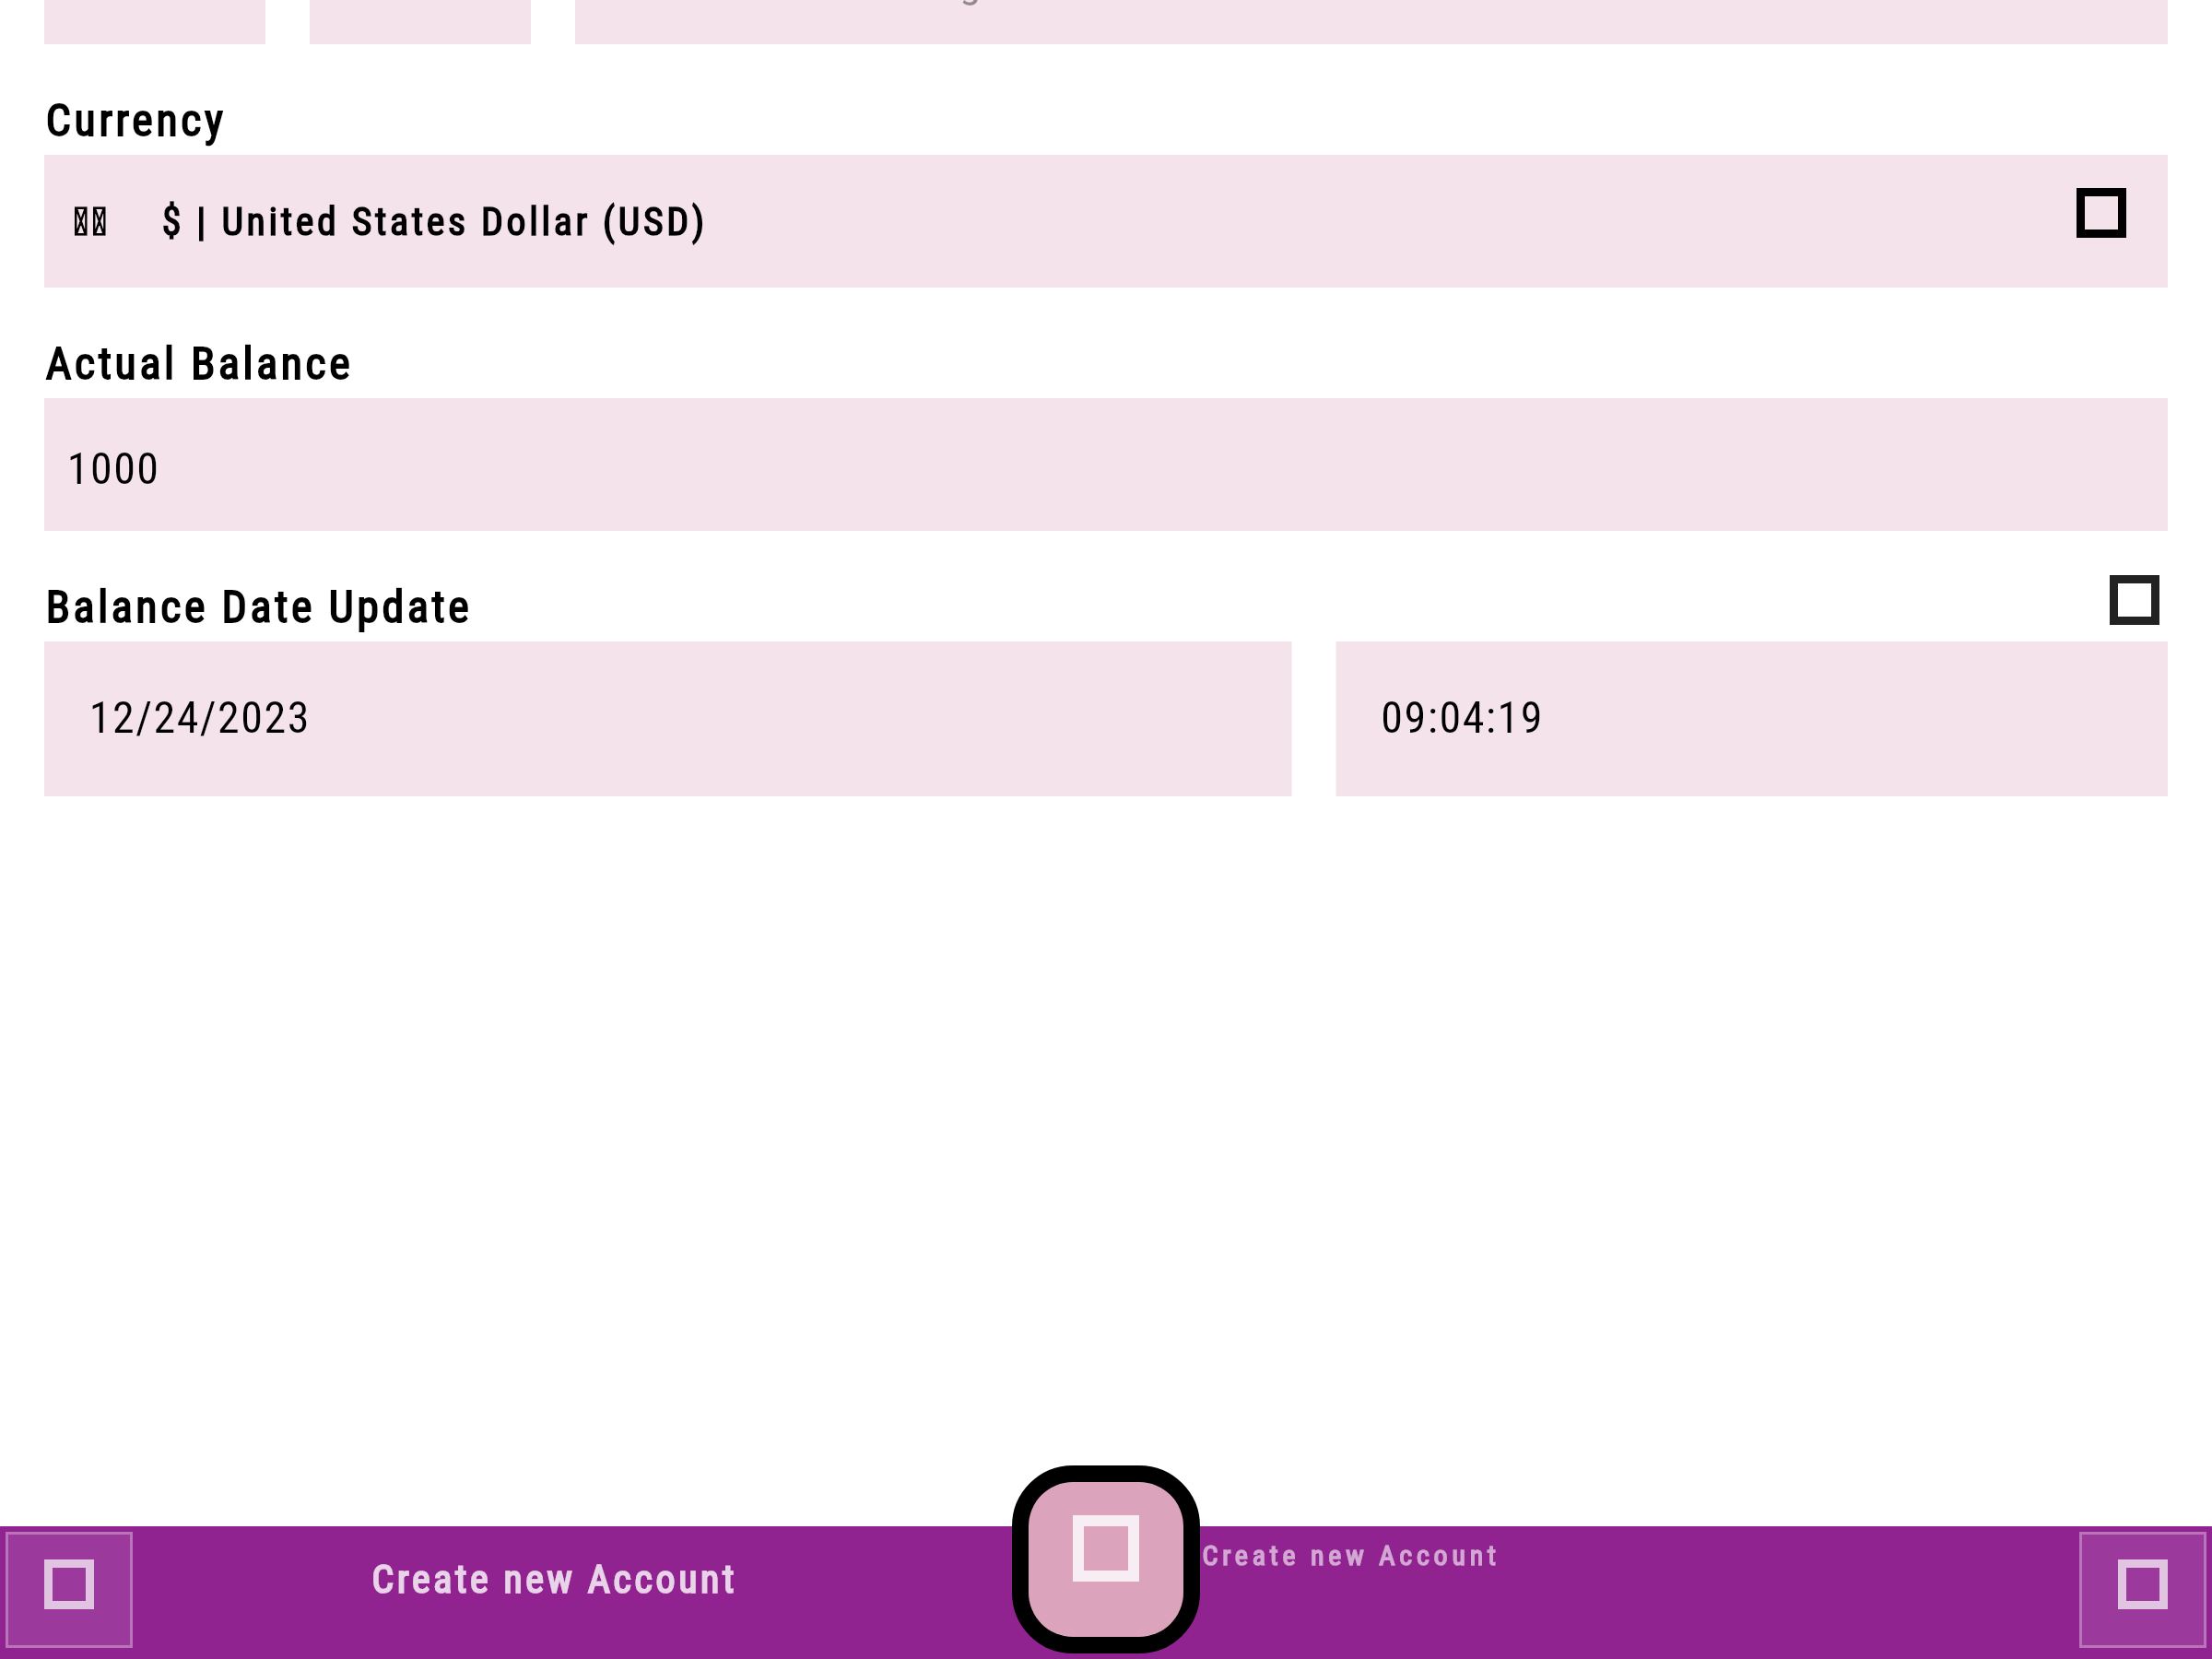 Currency
$ | United States Dollar (USD)
Actual Balance
1000
Balance Date Update
12/24/2023 09:04:19
Create new Account
Create new Account